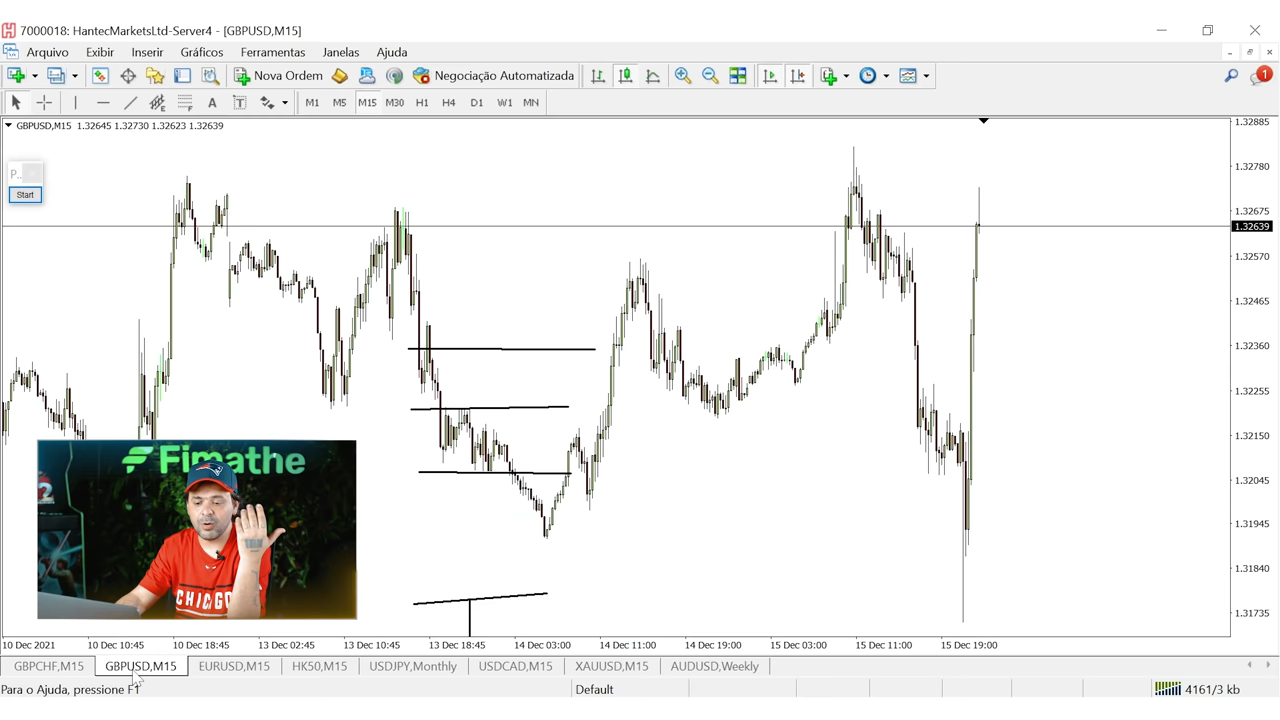 7000018: HantecMarketsLtd-Server4 - [GBPUSD,M15]
Arquivo Exibir Inserir Gráficos Ferramentas Janelas Ajuda
Nova Ordem Negociação Automatizada 1
A T M1 M5 M15 M30 H1 H4 D1 W1 MN
GBPUSD,M15 1.32645 1.32730 1.32623 1.32639
P..
Start
1.32885
1.32780
1.32675
1.32639
1.32570
1.32465
1.32360
1.32255
1.32150
1.32045
1.31945
1.31840
1.31735
Fimathe
CHICAGO
10 Dec 2021 10 Dec 10:45 10 Dec 18:45 13 Dec 02:45 13 Dec 10:45 13 Dec 18:45 14 Dec 03:00 14 Dec 11:00 14 Dec 19:00 15 Dec 03:00 15 Dec 11:00 15 Dec 19:00
GBPCHF,M15 GBPUSD,M15 EURUSD,M15 HK50,M15 USDJPY,Monthly USDCAD,M15 XAUUSD,M15 AUDUSD,Weekly
Para o Ajuda, pressione F1 Default 4161/3 kb